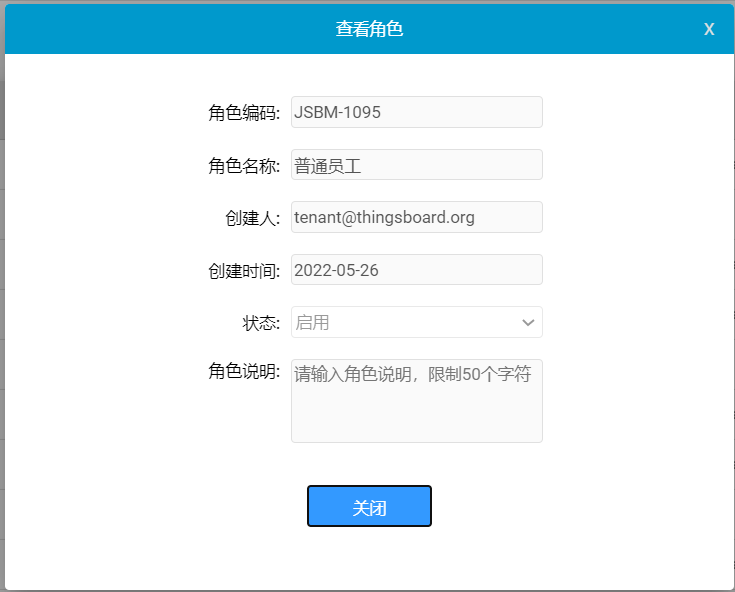 查看角色 X
角色编码: JSBM-1095
角色名称: 普通员工
创建人: tenant@thingsboard.org
创建时间: 2022-05-26
状态: 启用
角色说明: 请输入角色说明，限制50个字符
关闭